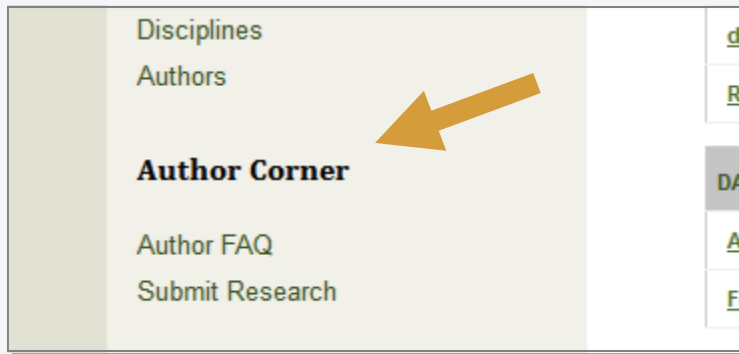 Disciplines
Authors
Author Corner
Author FAQ
Submit Research